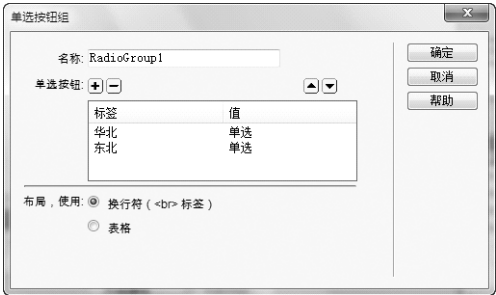 单选按钮组
名称: RadioGroup1
确定
取消
单选按钮:
帮助
标签 值
华北 单选
东北 单选
布局，使用: 换行符（<br> 标签）
表格